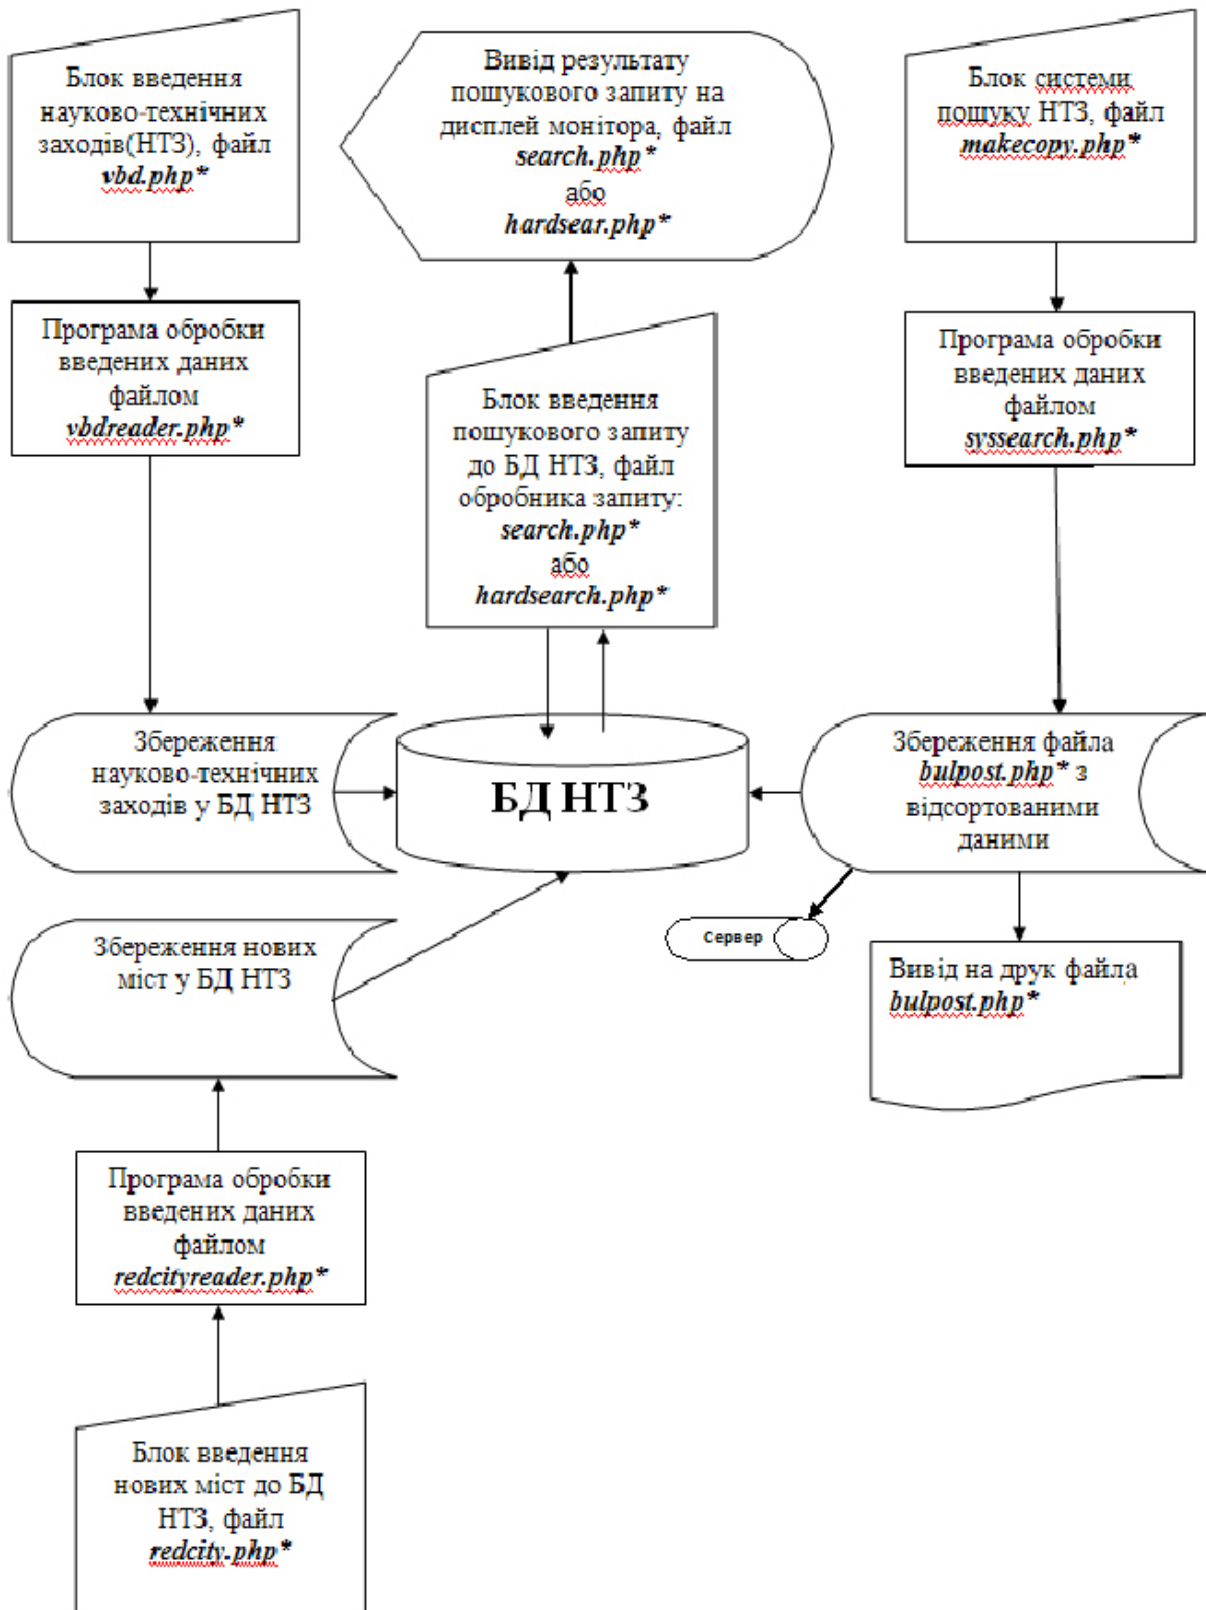 Блок введення
науково-технічних
заходів(НТЗ), файл
vbd.php*
Вивід результату
пошукового запиту на
дисплей монітора, файл
search.php*
або
hardsear.php*
Блок системи
пошуку НТЗ, файл
makecopy.php*
Програма обробки
введених даних
файлом
vbdreader.php*
Блок введення
пошукового запиту
до БД НТЗ, файл
обробника запиту:
search.php*
або
hardsearch.php*
Програма обробки
введених даних
файлом
syssearch.php*
Збереження
науково-технічних
заходів у БД НТЗ
БД НТЗ
Збереження файла
bulpost.php* з
відсортованими
даними
Збереження нових
міст у БД НТЗ
Сервер
Вивід на друк файла
bulpost.php*
Програма обробки
введених даних
файлом
redcityreader.php*
Блок введення
нових міст до БД
НТЗ, файл
redcity.php*